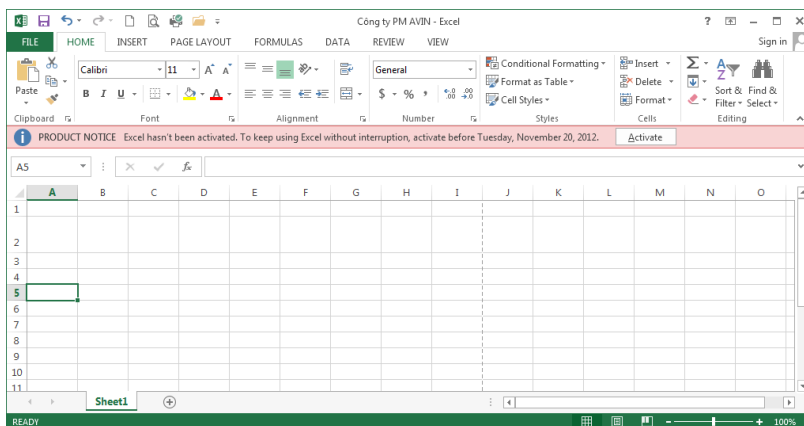 Công ty PM AVIN - Excel
FILE HOME INSERT PAGE LAYOUT FORMULAS DATA REVIEW VIEW Sign in
Paste
Calibri 11
B I U
General
$ % ,
Conditional Formatting
Format as Table
Cell Styles
Insert
Delete
Format
Sort & Filter
Find & Select
Clipboard Font Alignment Number Styles Cells Editing
PRODUCT NOTICE Excel hasn't been activated. To keep using Excel without interruption, activate before Tuesday, November 20, 2012. Activate
A5 fx
A B C D E F G H I J K L M N O
1
2
3
4
5
6
7
8
9
10
11
Sheet1
READY 100%